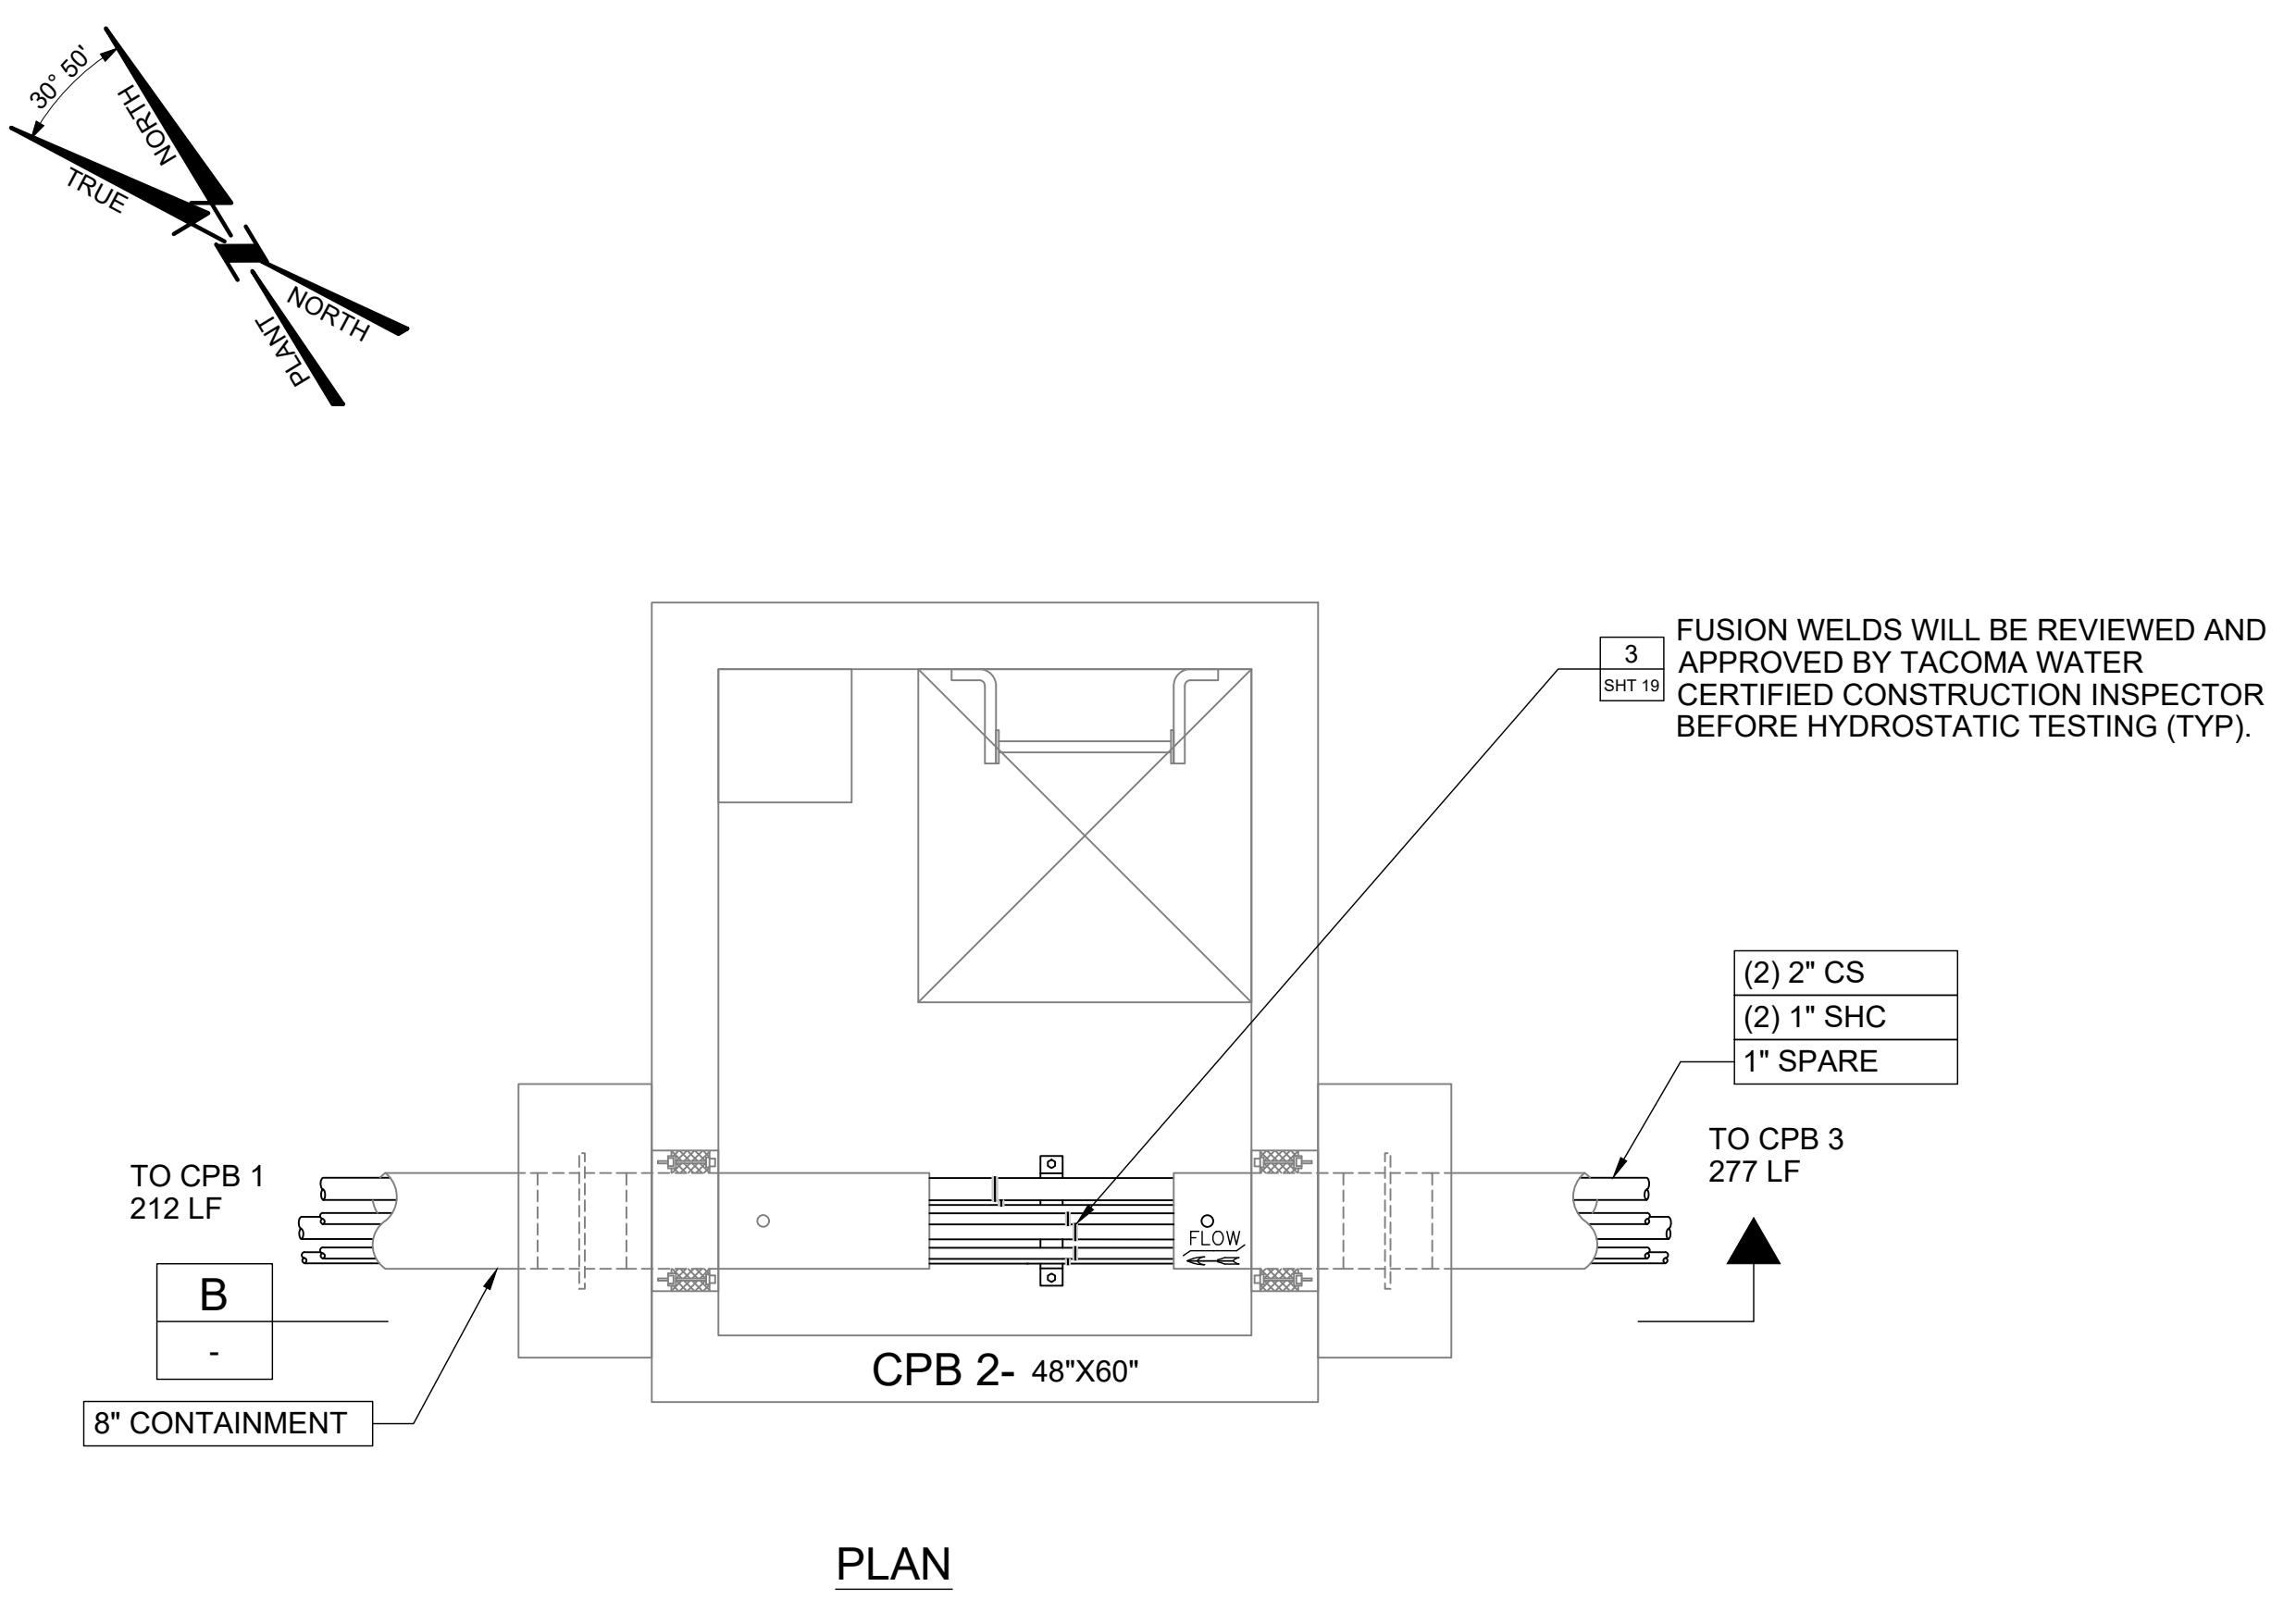 30° 50'
NORTH
TRUE
NORTH
PLANT
3
SHT 19
FUSION WELDS WILL BE REVIEWED AND
APPROVED BY TACOMA WATER
CERTIFIED CONSTRUCTION INSPECTOR
BEFORE HYDROSTATIC TESTING (TYP).
(2) 2" CS
(2) 1" SHC
1" SPARE
TO CPB 3
277 LF
TO CPB 1
212 LF
FLOW
B
-
8" CONTAINMENT
CPB 2- 48"X60"
PLAN